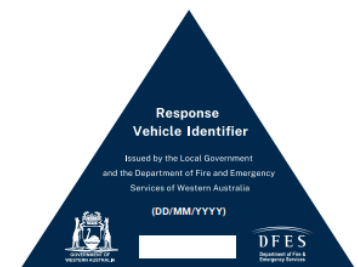 Response
Vehicle Identifier
Issued by the Local Government
and the Department of Fire and Emergency
Services of Western Australia
(DD/MM/YYYY)
GOVERNMENT OF
WESTERN AUSTRALIA
DFES
Department of Fire &
Emergency Services